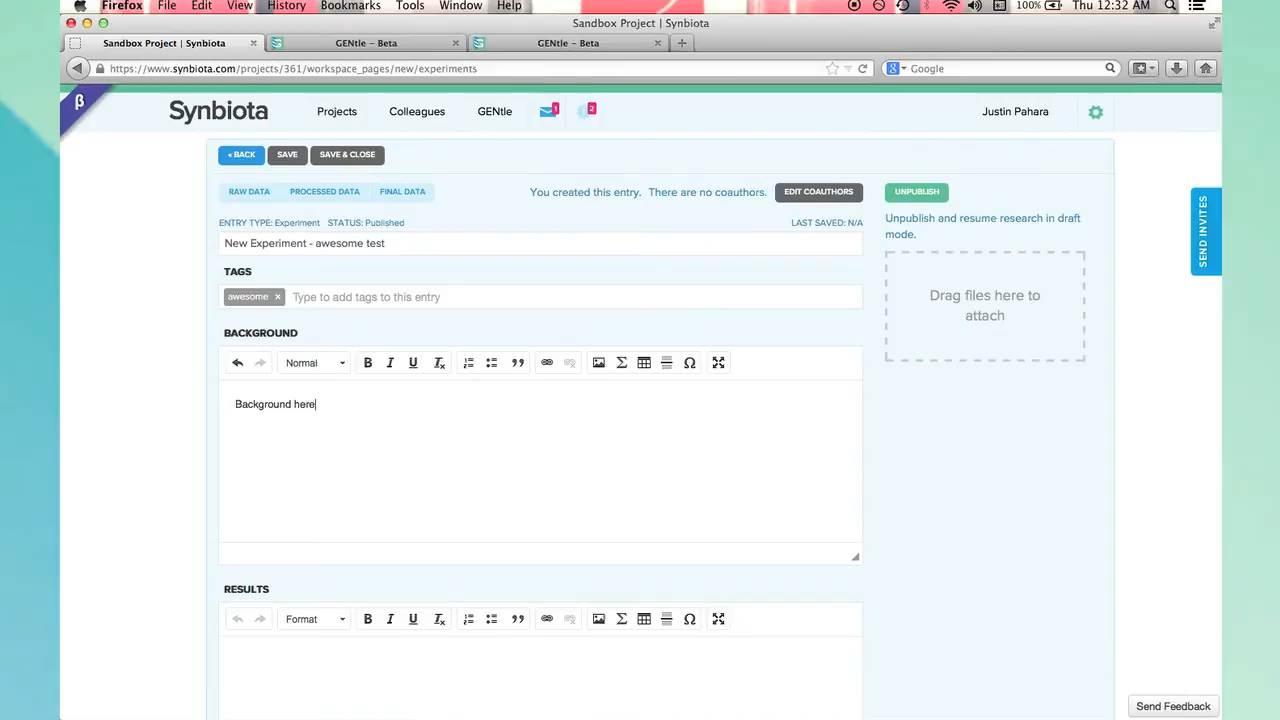 Firefox File Edit View History Bookmarks Tools Window Help 100% Thu 12:32 AM
Sandbox Project | Synbiota
Sandbox Project | Synbiota GENtle - Beta GENtle - Beta
https://www.synbiota.com/projects/361/workspace_pages/new/experiments Google
β
Synbiota Projects Colleagues GENtle 1 2 Justin Pahara
< BACK SAVE SAVE & CLOSE
RAW DATA PROCESSED DATA FINAL DATA You created this entry. There are no coauthors. EDIT COAUTHORS UNPUBLISH
Unpublish and resume research in draft
mode.
ENTRY TYPE: Experiment STATUS: Published LAST SAVED: N/A
New Experiment - awesome test
SEND INVITES
TAGS
awesome × Type to add tags to this entry
Drag files here to
attach
BACKGROUND
Normal B I U Tx Σ Ω
Background here
RESULTS
Format B I U Tx Σ Ω
Send Feedback